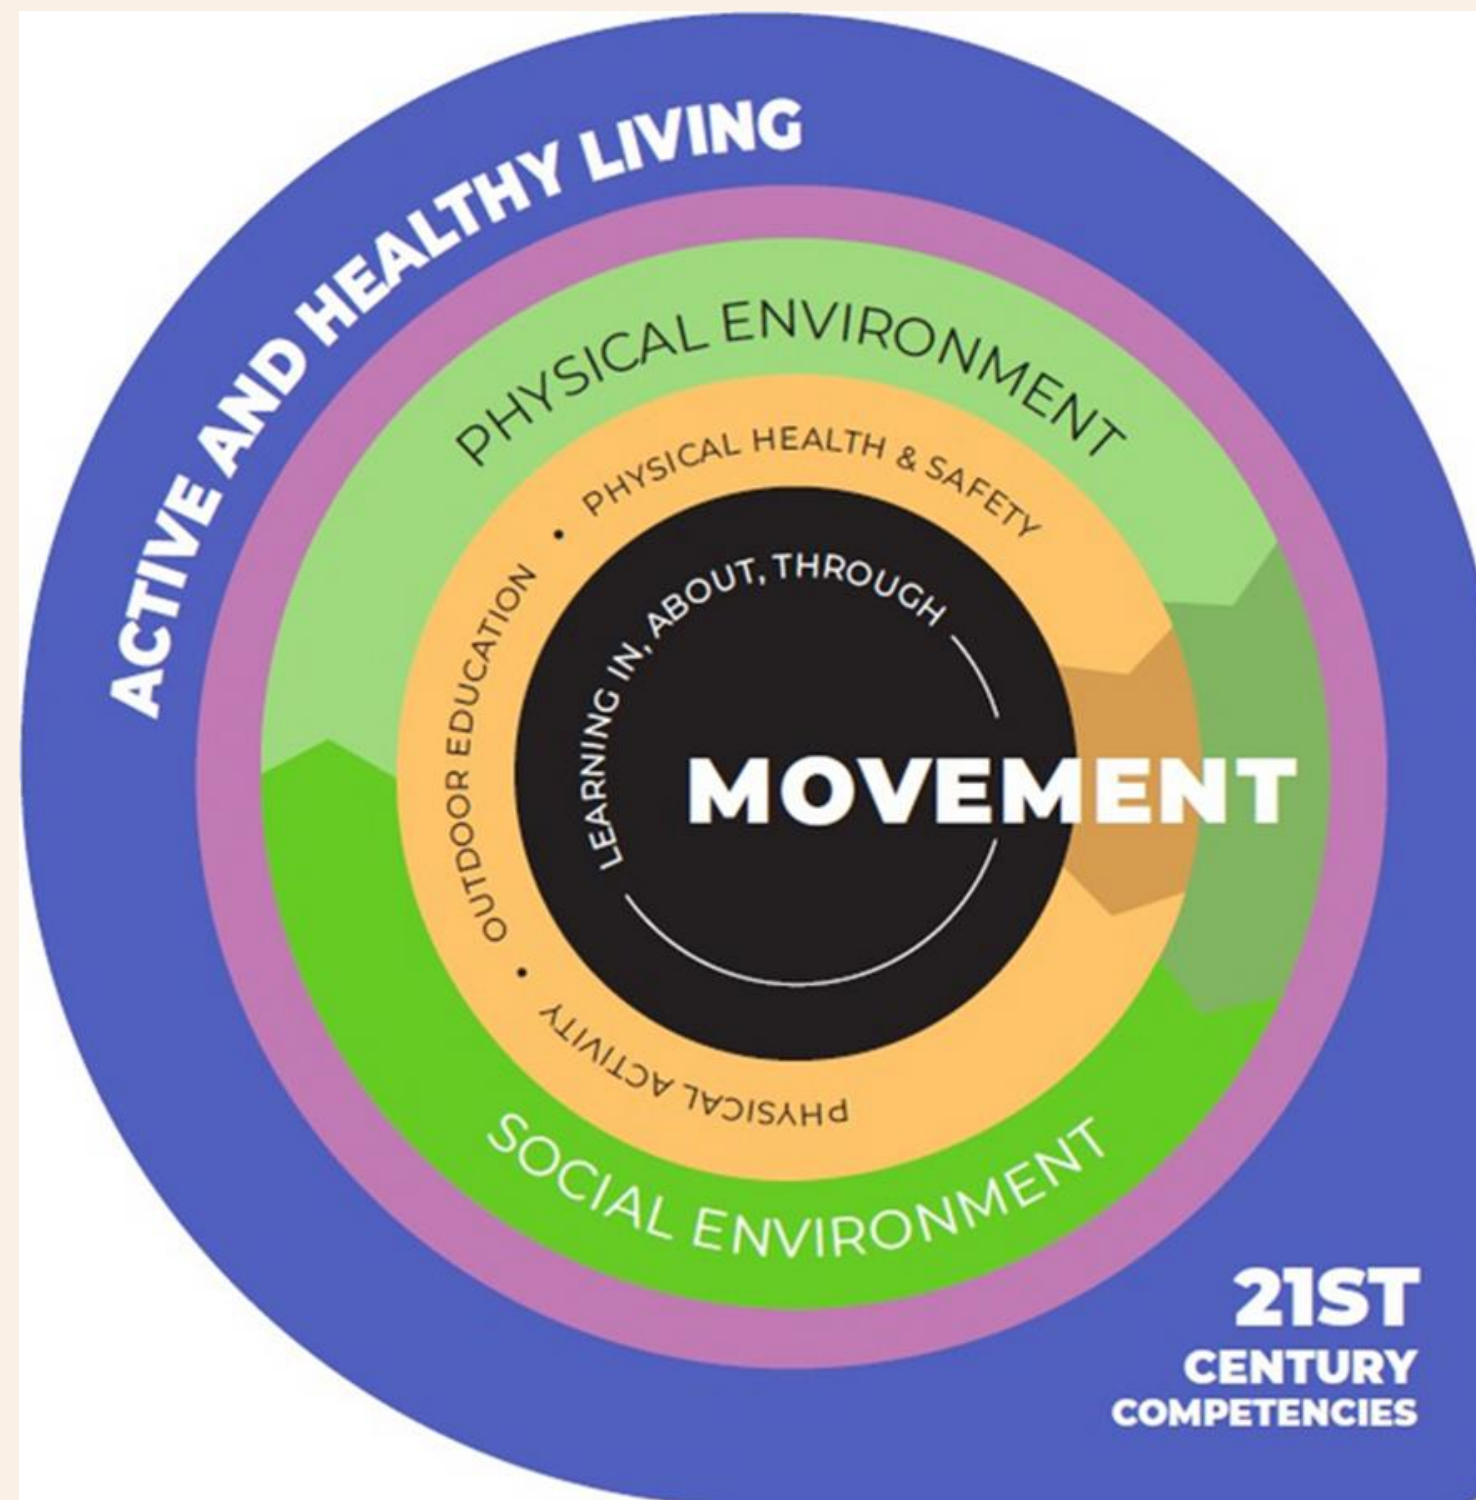 ACTIVE AND HEALTHY LIVING
PHYSICAL ENVIRONMENT
PHYSICAL ACTIVITY • OUTDOOR EDUCATION • PHYSICAL HEALTH & SAFETY
LEARNING IN, ABOUT, THROUGH
MOVEMENT
SOCIAL ENVIRONMENT
21ST
CENTURY
COMPETENCIES